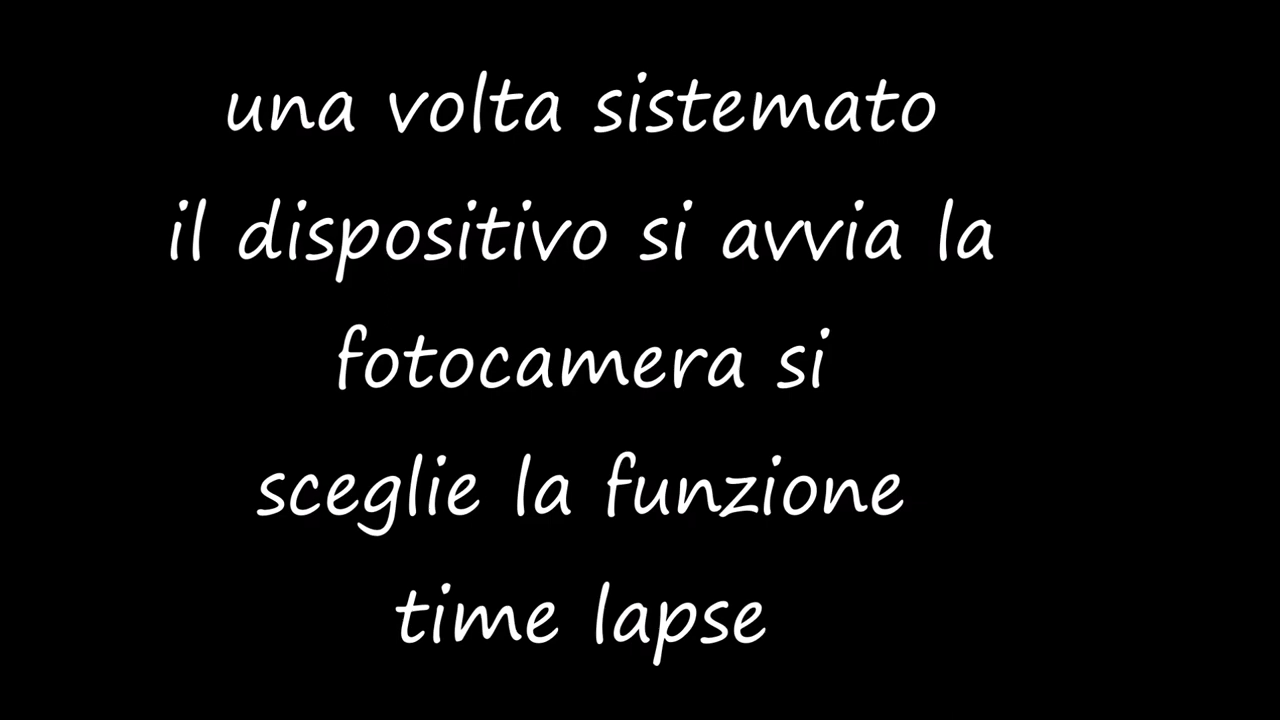 una volta sistemato
il dispositivo si avvia la
fotocamera si
sceglie la funzione
time lapse